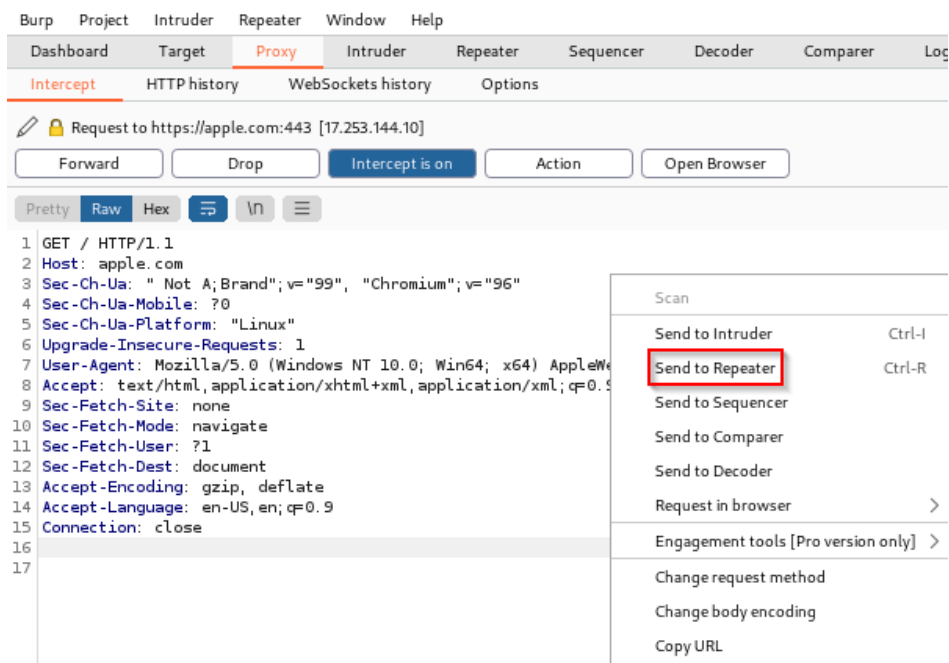 Burp Project Intruder Repeater Window Help
Dashboard Target Proxy Intruder Repeater Sequencer Decoder Comparer Log
Intercept HTTP history WebSockets history Options
Request to https://apple.com:443 [17.253.144.10]
Forward Drop Intercept is on Action Open Browser
Pretty Raw Hex \n
1 GET / HTTP/1.1
2 Host: apple.com
3 Sec-Ch-Ua: " Not A;Brand";v="99", "Chromium";v="96"
4 Sec-Ch-Ua-Mobile: ?0
5 Sec-Ch-Ua-Platform: "Linux"
6 Upgrade-Insecure-Requests: 1
7 User-Agent: Mozilla/5.0 (Windows NT 10.0; Win64; x64) AppleWe
8 Accept: text/html,application/xhtml+xml,application/xml;q=0.9
9 Sec-Fetch-Site: none
10 Sec-Fetch-Mode: navigate
11 Sec-Fetch-User: ?1
12 Sec-Fetch-Dest: document
13 Accept-Encoding: gzip, deflate
14 Accept-Language: en-US,en;q=0.9
15 Connection: close
16
17
Scan
Send to Intruder Ctrl-I
Send to Repeater Ctrl-R
Send to Sequencer
Send to Comparer
Send to Decoder
Request in browser
Engagement tools [Pro version only]
Change request method
Change body encoding
Copy URL